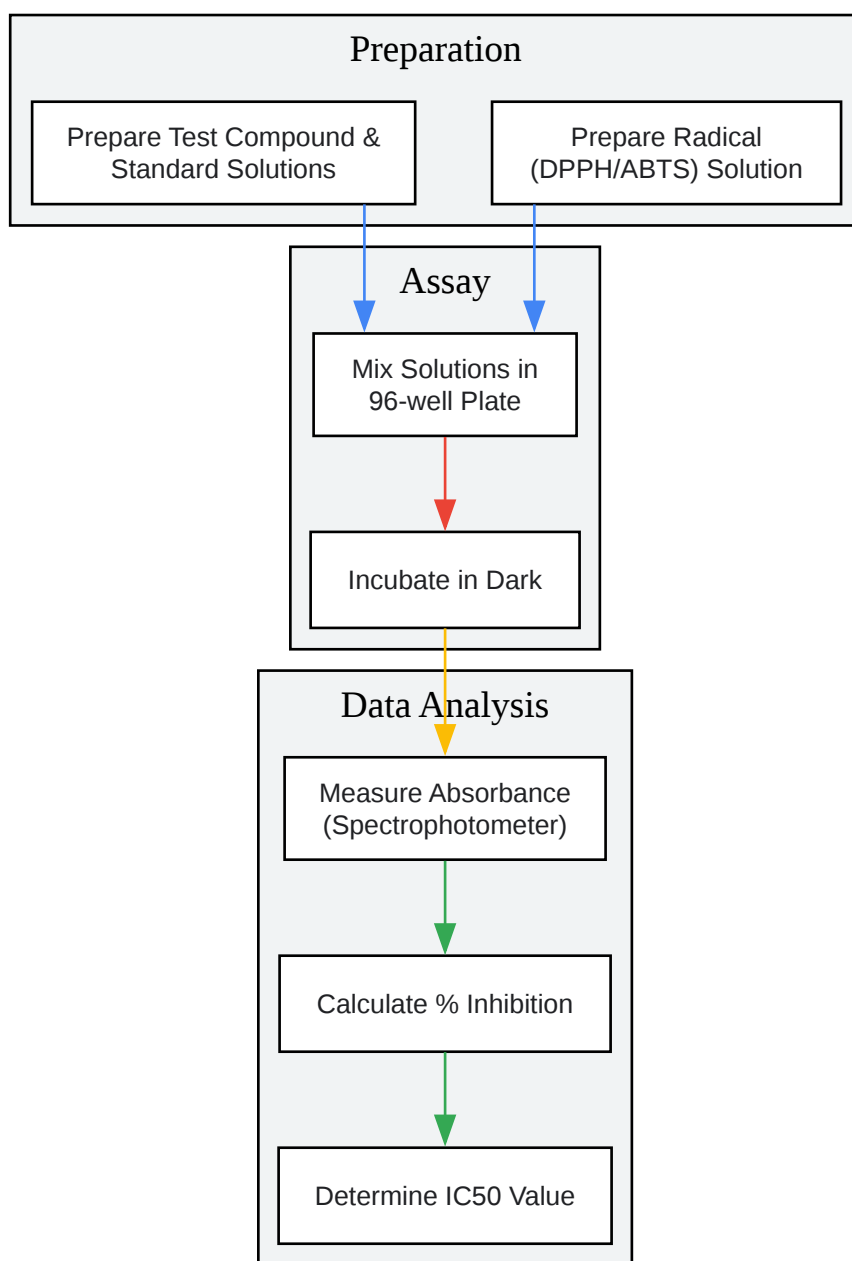 Preparation
Prepare Test Compound &
Standard Solutions
Prepare Radical
(DPPH/ABTS) Solution
Assay
Mix Solutions in
96-well Plate
Incubate in Dark
Data Analysis
Measure Absorbance
(Spectrophotometer)
Calculate % Inhibition
Determine IC50 Value